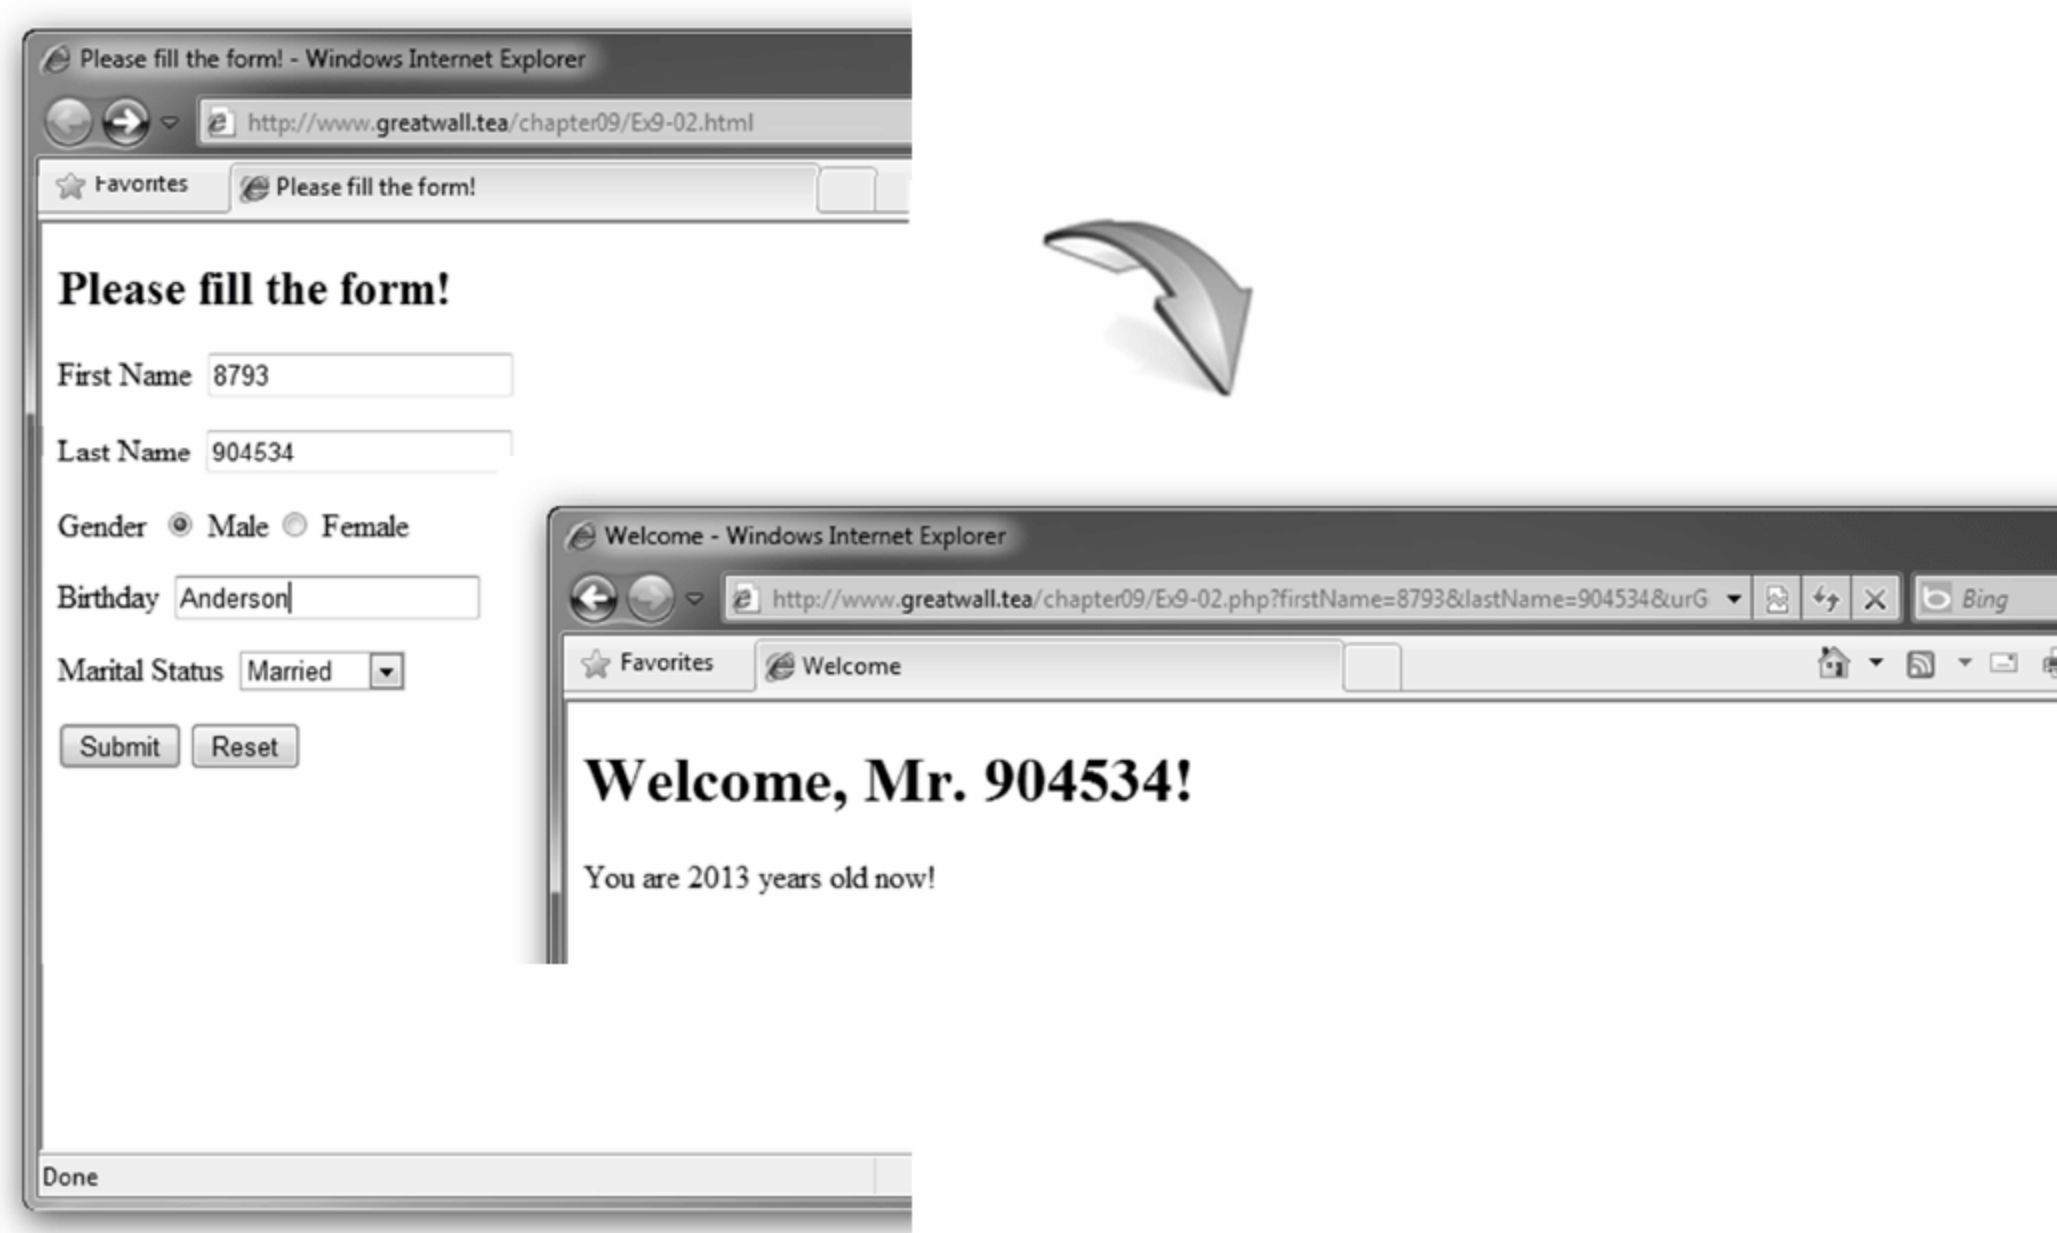 Please fill the form! - Windows Internet Explorer
http://www.greatwall.tea/chapter09/Ex9-02.html
Favorites
Please fill the form!
Please fill the form!
First Name 8793
Last Name 904534
Gender Male Female
Birthday Anderson
Marital Status Married
Submit Reset
Done
Welcome - Windows Internet Explorer
http://www.greatwall.tea/chapter09/Ex9-02.php?firstName=8793&lastName=904534&urG
Bing
Favorites
Welcome
Welcome, Mr. 904534!
You are 2013 years old now!